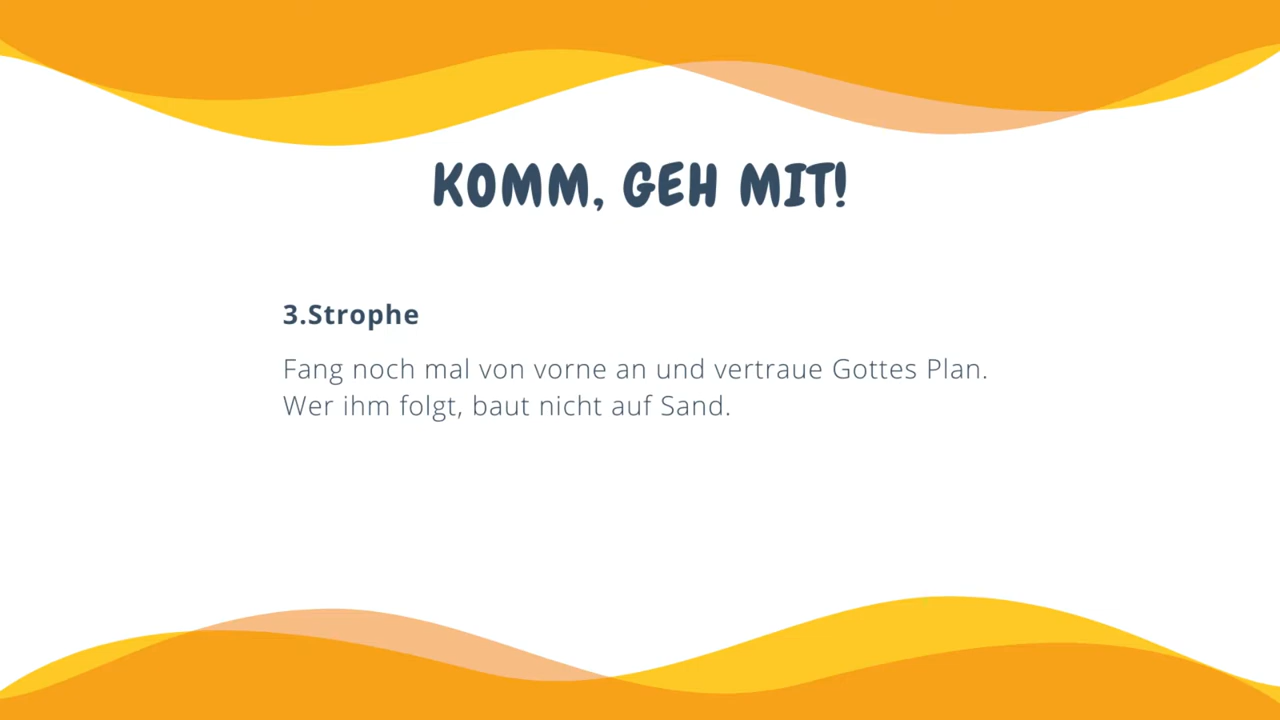 KOMM, GEH MIT!
3.Strophe
Fang noch mal von vorne an und vertraue Gottes Plan.
Wer ihm folgt, baut nicht auf Sand.